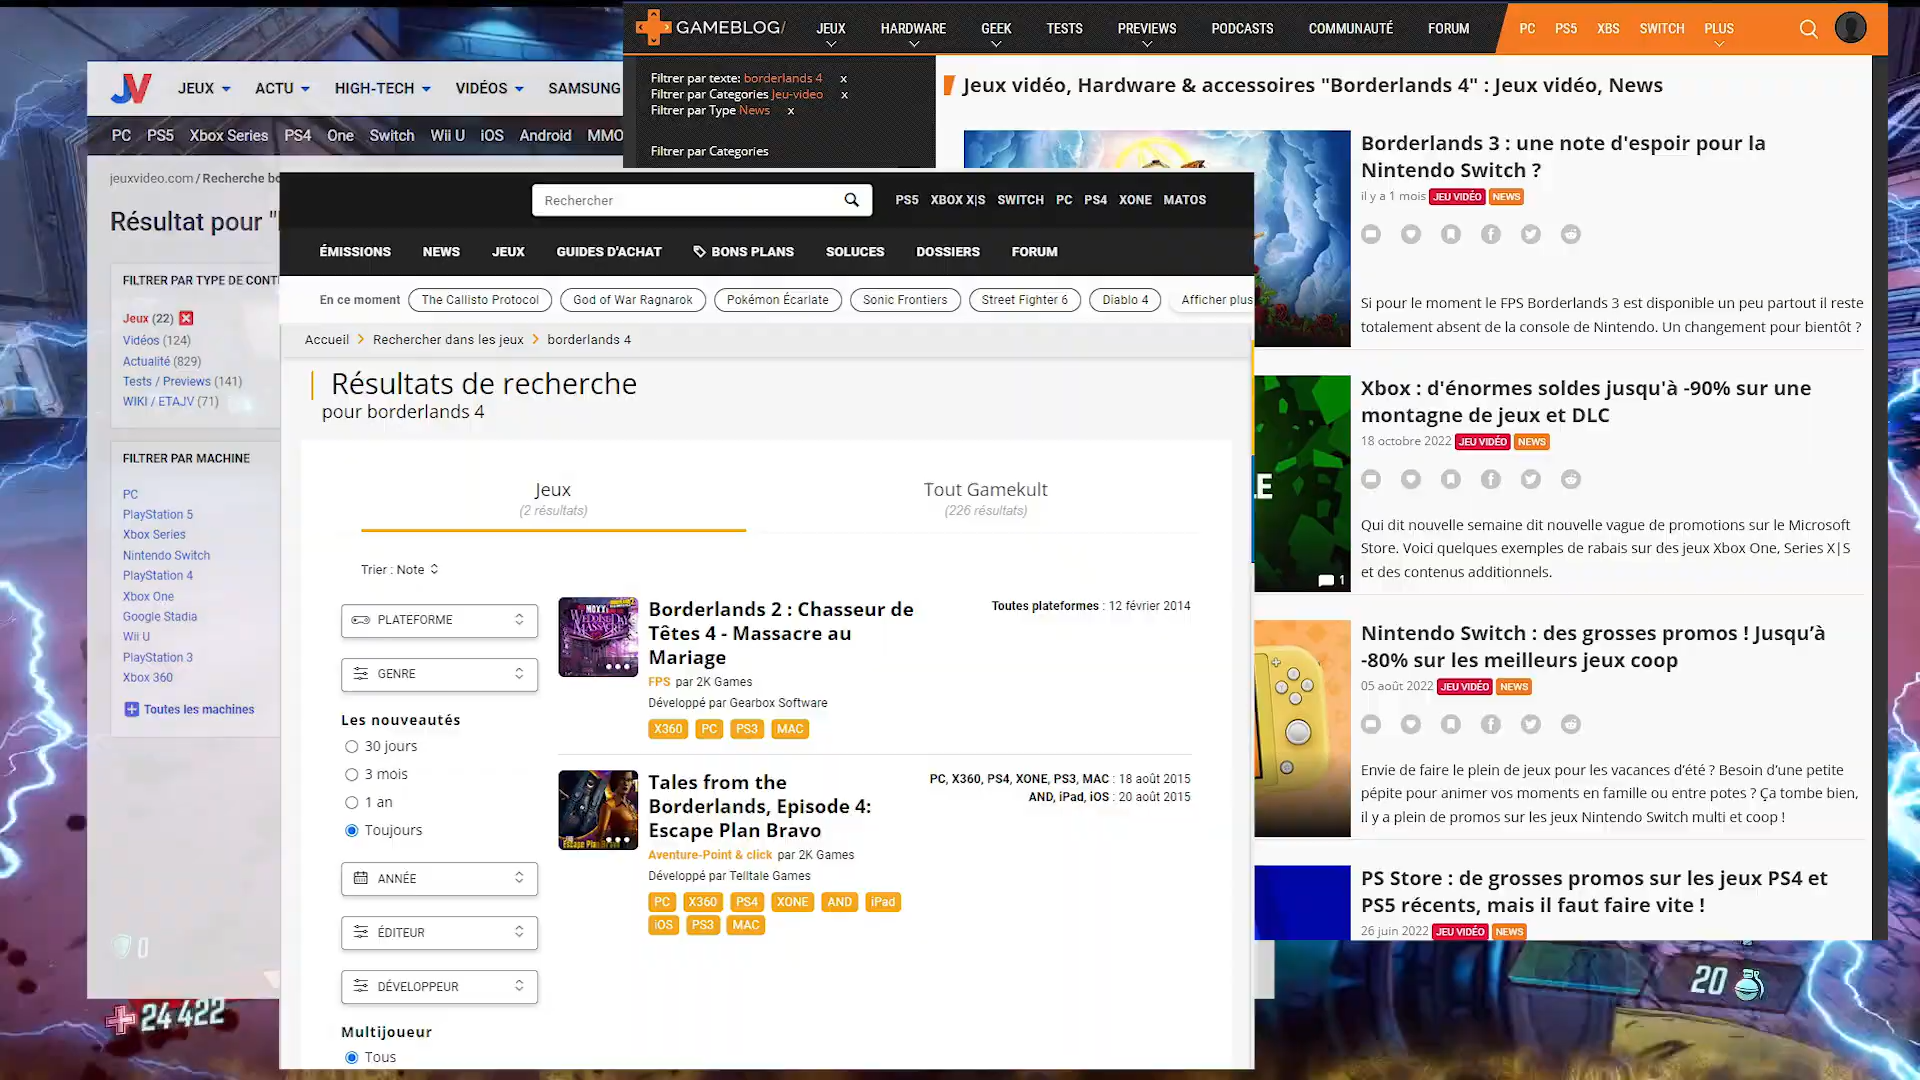 GAMEBLOG/
JEUX
HARDWARE
GEEK
TESTS
PREVIEWS
PODCASTS
COMMUNAUTÉ
FORUM
PC
PS5
XBS
SWITCH
PLUS
Filtrer par texte: borderlands 4 x
Filtrer par Categories Jeu-video x
Filtrer par Type News x
Filtrer par Categories
Jeux vidéo, Hardware & accessoires "Borderlands 4" : Jeux vidéo, News
Borderlands 3 : une note d'espoir pour la
Nintendo Switch ?
il y a 1 mois JEU VIDÉO NEWS
Si pour le moment le FPS Borderlands 3 est disponible un peu partout il reste
totalement absent de la console de Nintendo. Un changement pour bientôt ?
Xbox : d'énormes soldes jusqu'à -90% sur une
montagne de jeux et DLC
18 octobre 2022 JEU VIDÉO NEWS
LE
1
Qui dit nouvelle semaine dit nouvelle vague de promotions sur le Microsoft
Store. Voici quelques exemples de rabais sur des jeux Xbox One, Series X|S
et des contenus additionnels.
Nintendo Switch : des grosses promos ! Jusqu'à
-80% sur les meilleurs jeux coop
05 août 2022 JEU VIDÉO NEWS
Envie de faire le plein de jeux pour les vacances d'été ? Besoin d'une petite
pépite pour animer vos moments en famille ou entre potes ? Ça tombe bien,
il y a plein de promos sur les jeux Nintendo Switch multi et coop !
PS Store : de grosses promos sur les jeux PS4 et
PS5 récents, mais il faut faire vite !
26 juin 2022 JEU VIDÉO NEWS
JV
JEUX
ACTU
HIGH-TECH
VIDÉOS
SAMSUNG
PC PS5 Xbox Series PS4 One Switch Wii U iOS Android MMO
jeuxvideo.com / Recherche bo
Résultat pour "
FILTRER PAR TYPE DE CONT
Jeux (22)
Vidéos (124)
Actualité (829)
Tests / Previews (141)
WIKI / ETAJV (71)
FILTRER PAR MACHINE
PC
PlayStation 5
Xbox Series
Nintendo Switch
PlayStation 4
Xbox One
Google Stadia
Wii U
PlayStation 3
Xbox 360
Toutes les machines
Rechercher
PS5 XBOX X|S SWITCH PC PS4 XONE MATOS
ÉMISSIONS NEWS JEUX GUIDES D'ACHAT BONS PLANS SOLUCES DOSSIERS FORUM
En ce moment The Callisto Protocol God of War Ragnarok Pokémon Écarlate Sonic Frontiers Street Fighter 6 Diablo 4 Afficher plus
Accueil > Rechercher dans les jeux > borderlands 4
Résultats de recherche
pour borderlands 4
Jeux
(2 résultats)
Tout Gamekult
(226 résultats)
Trier : Note
PLATEFORME
GENRE
Les nouveautés
30 jours
3 mois
1 an
Toujours
ANNÉE
ÉDITEUR
DÉVELOPPEUR
Multijoueur
Tous
MOXXI
WEDDING DAY
MASSACRE
Borderlands 2 : Chasseur de
Têtes 4 - Massacre au
Mariage
FPS par 2K Games
Développé par Gearbox Software
X360 PC PS3 MAC
Toutes plateformes : 12 février 2014
Escape Plan Bravo
Tales from the
Borderlands, Episode 4:
Escape Plan Bravo
Aventure-Point & click par 2K Games
Développé par Telltale Games
PC X360 PS4 XONE AND iPad
iOS PS3 MAC
PC, X360, PS4, XONE, PS3, MAC : 18 août 2015
AND, iPad, iOS : 20 août 2015
0
24 422
20